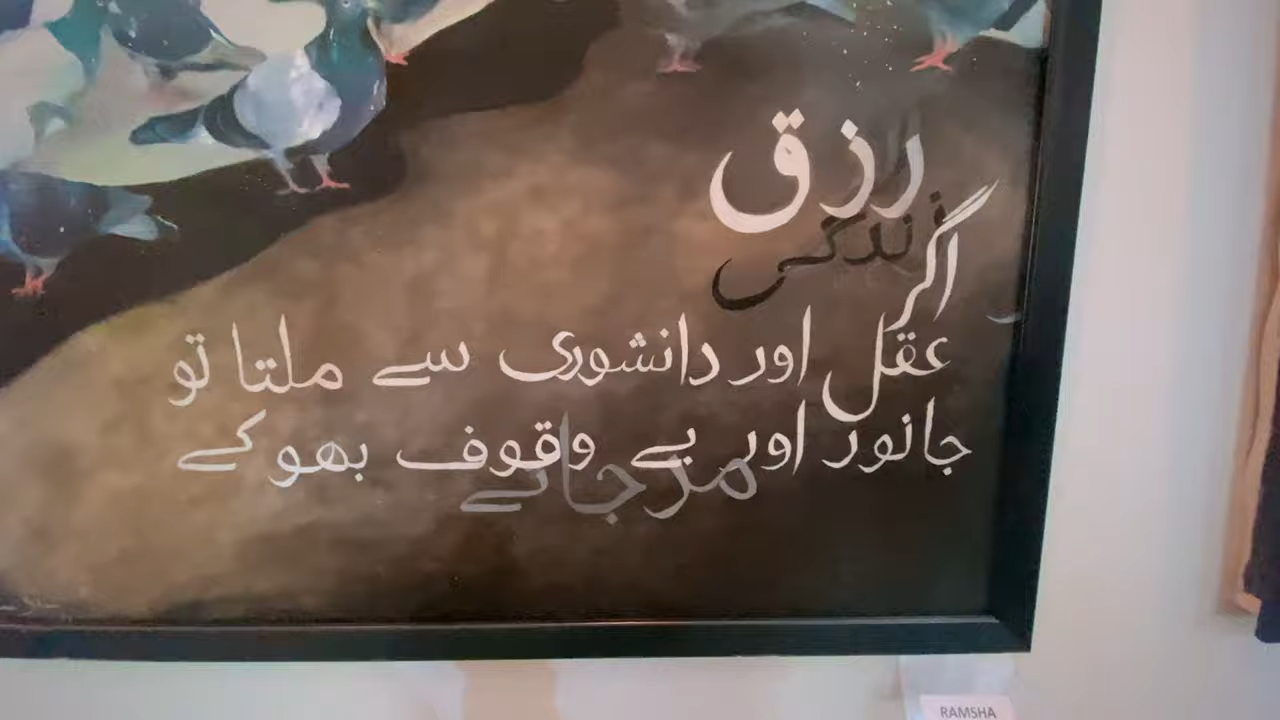 رزق
زندگی
اگر
عقل اور دانشوری سے ملتا تو
جانور اور بے وقوف بھوکے
مر جاتے
RAMSHA